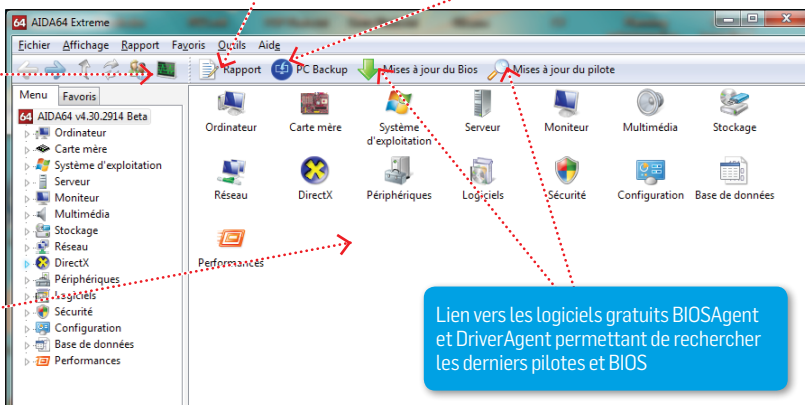 64 AIDA64 Extreme
Fichier Affichage Rapport Favoris Outils Aide
Rapport PC Backup Mises à jour du Bios Mises à jour du pilote
Menu Favoris
64 AIDA64 v4.30.2914 Beta
Ordinateur
Carte mère
Système d'exploitation
Serveur
Moniteur
Multimédia
Stockage
Réseau
DirectX
Périphériques
Logiciels
Sécurité
Configuration
Base de données
Performances
Ordinateur Carte mère Système Serveur Moniteur Multimédia Stockage
d'exploitation
Réseau DirectX Périphériques Logiciels Sécurité Configuration Base de données
Performances
Lien vers les logiciels gratuits BIOSAgent
et DriverAgent permettant de rechercher
les derniers pilotes et BIOS